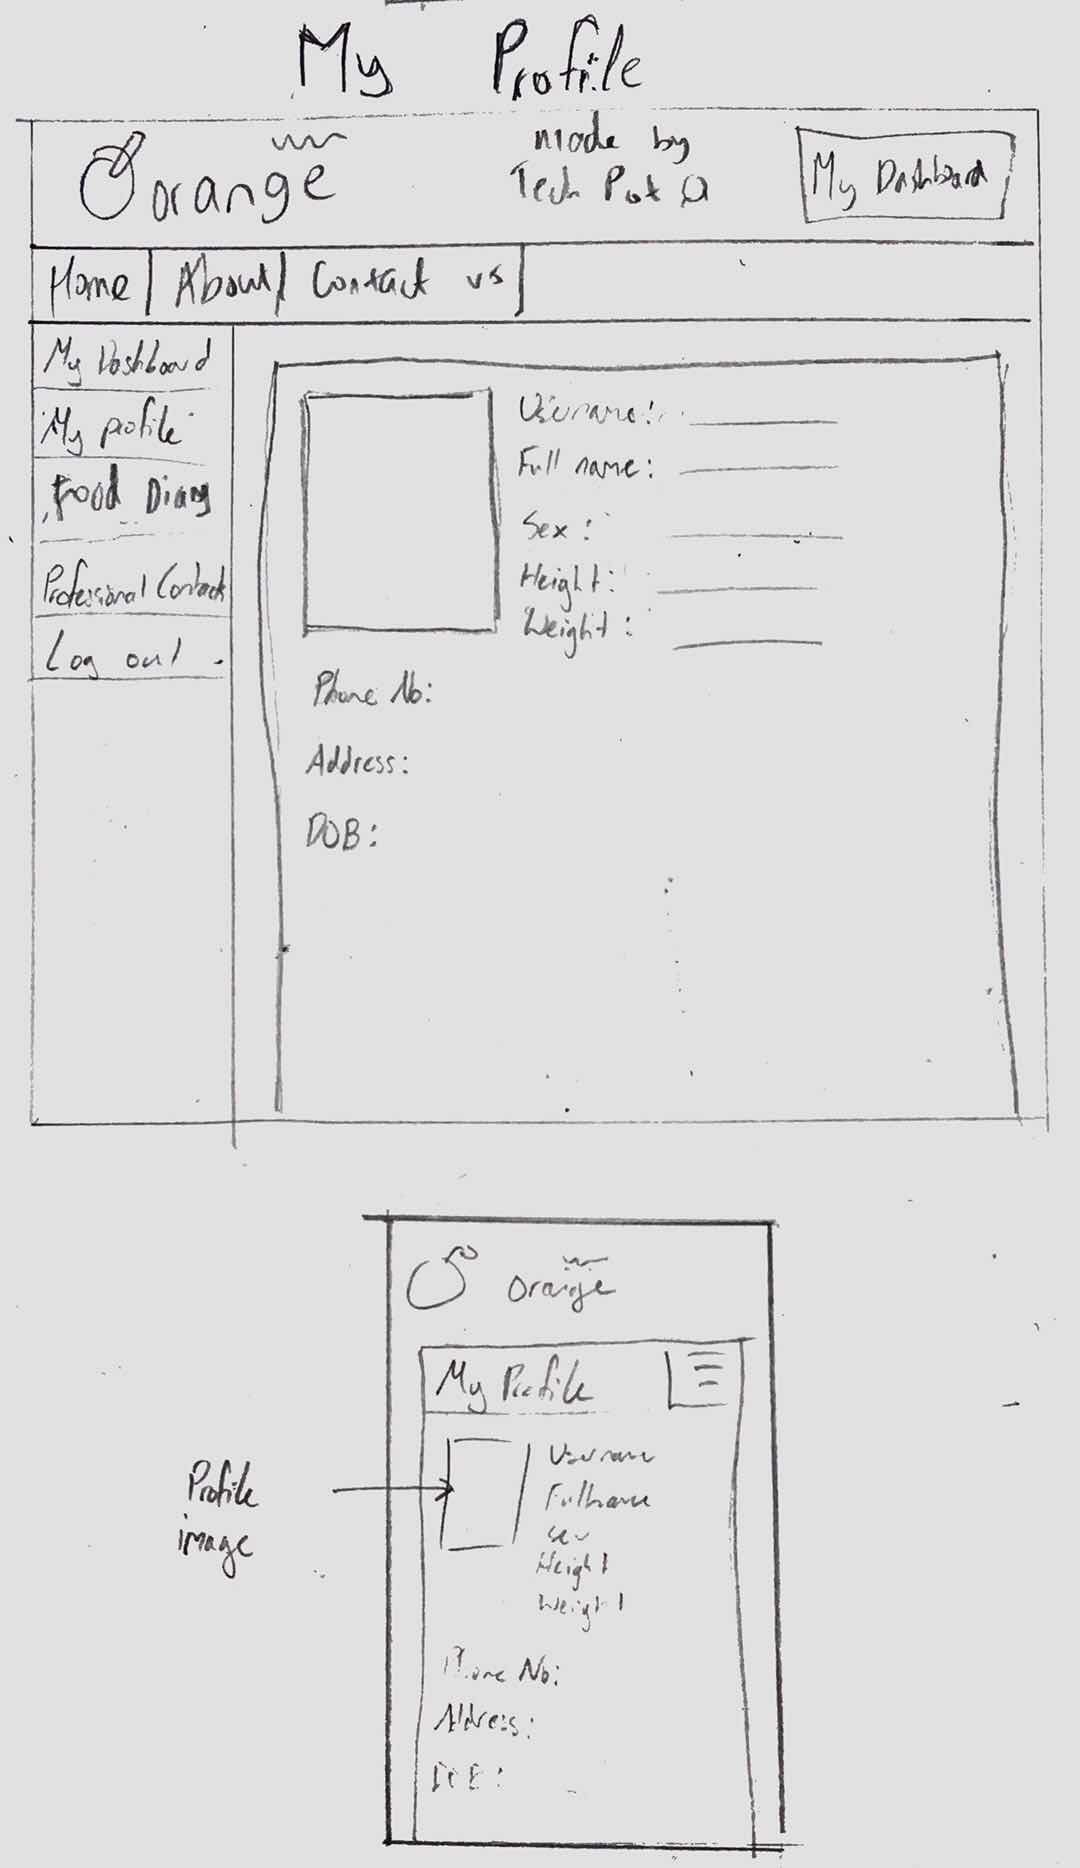 My Profile
orange
made by
Tech Pot
My Dashboard
Home About Contact us
My Dashboard
My profile
Food Diary
Professional Contact
Log out
Username:
Full name:
Sex:
Height:
Weight:
Phone No:
Address:
DOB:
orange
My Profile
Profile
image
Username
Fullname
Sex
Height
Weight
Phone No:
Address:
DOB: